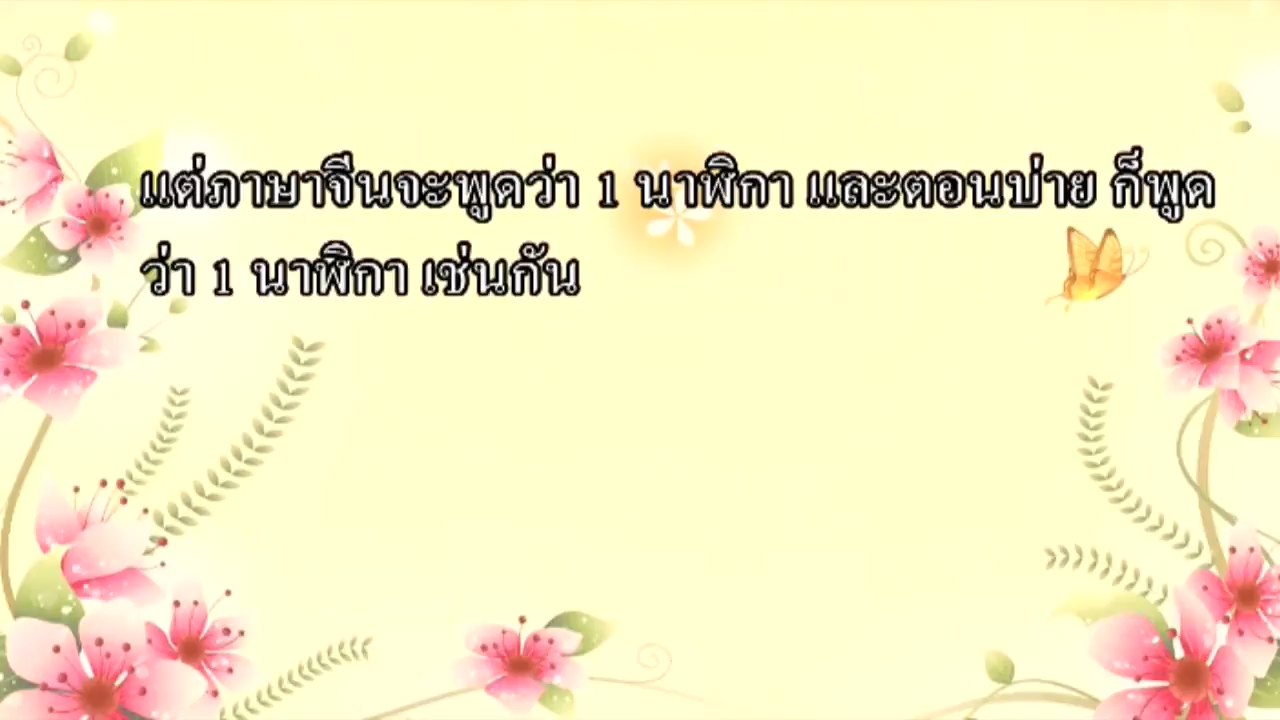 แต่ภาษาจีนจะพูดว่า 1 นาฬิกา และตอนบ่าย ก็พูด
ว่า 1 นาฬิกา เช่นกัน